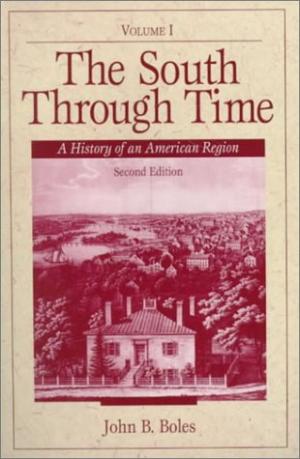 VOLUME I
The South
Through Time
A History of an American Region
Second Edition
John B. Boles